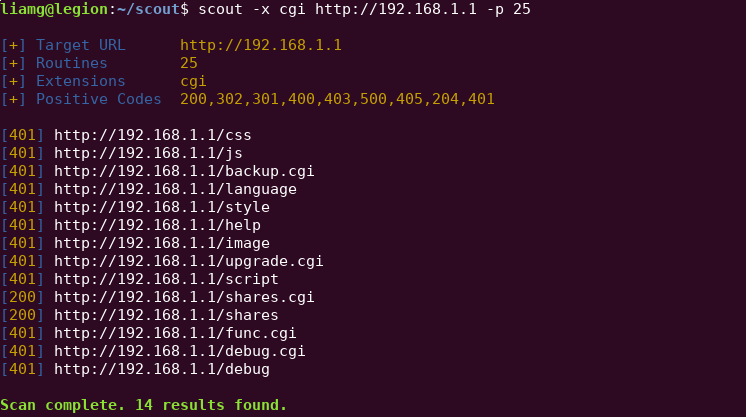 liamg@legion:~/scout$ scout -x cgi http://192.168.1.1 -p 25
[+] Target URL      http://192.168.1.1
[+] Routines        25
[+] Extensions      cgi
[+] Positive Codes  200,302,301,400,403,500,405,204,401
[401] http://192.168.1.1/css
[401] http://192.168.1.1/js
[401] http://192.168.1.1/backup.cgi
[401] http://192.168.1.1/language
[401] http://192.168.1.1/style
[401] http://192.168.1.1/help
[401] http://192.168.1.1/image
[401] http://192.168.1.1/upgrade.cgi
[401] http://192.168.1.1/script
[200] http://192.168.1.1/shares.cgi
[200] http://192.168.1.1/shares
[401] http://192.168.1.1/func.cgi
[401] http://192.168.1.1/debug.cgi
[401] http://192.168.1.1/debug
Scan complete. 14 results found.